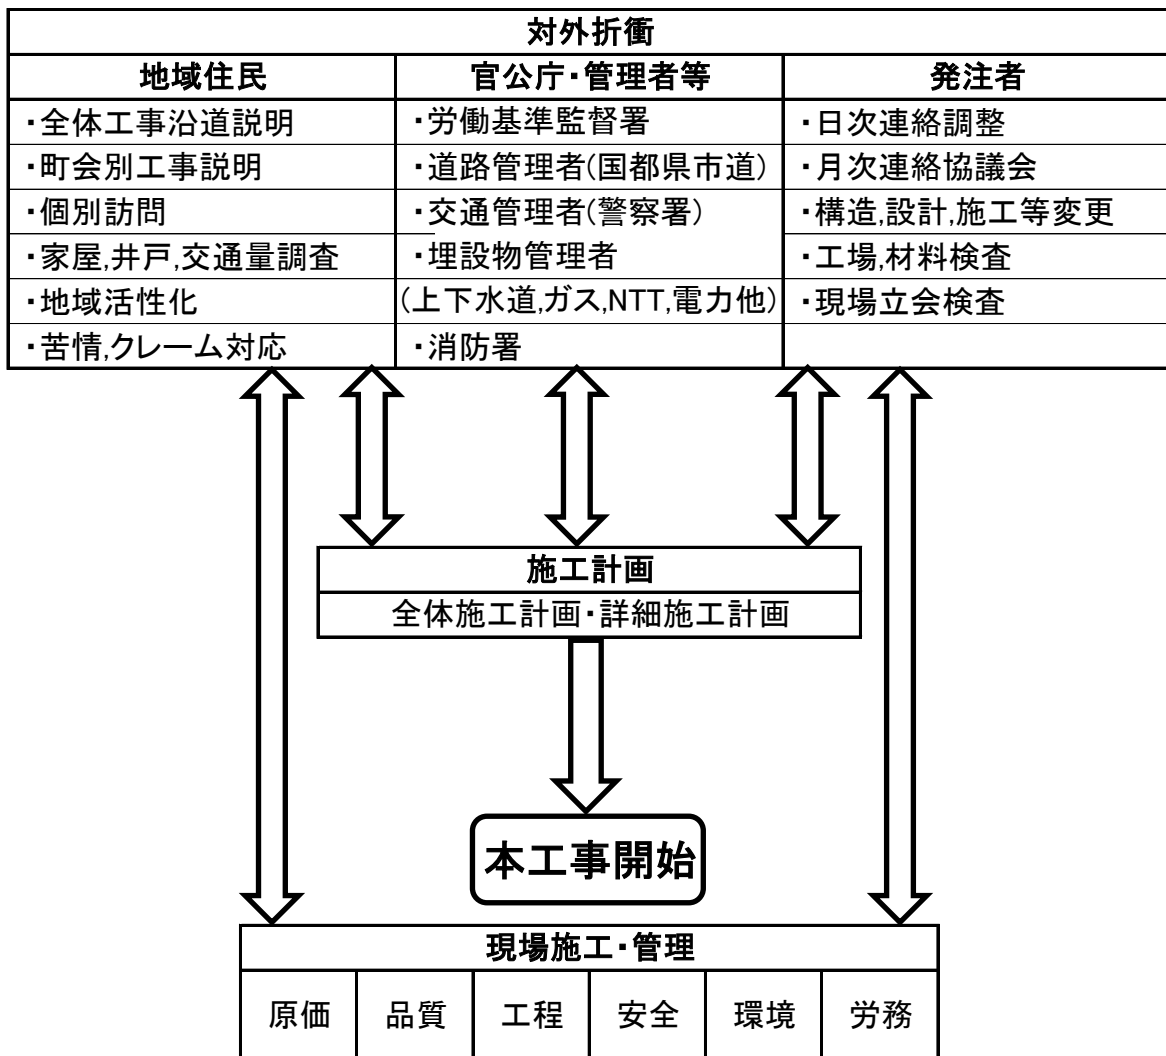 対外折衝
地域住民 官公庁・管理者等 発注者
・全体工事沿道説明 ・労働基準監督署 ・日次連絡調整
・町会別工事説明 ・道路管理者(国都県市道) ・月次連絡協議会
・個別訪問 ・交通管理者(警察署) ・構造,設計,施工等変更
・家屋,井戸,交通量調査 ・埋設物管理者 ・工場,材料検査
・地域活性化 (上下水道,ガス,NTT,電力他) ・現場立会検査
・苦情,クレーム対応 ・消防署
施工計画
全体施工計画・詳細施工計画
本工事開始
現場施工・管理
原価 品質 工程 安全 環境 労務